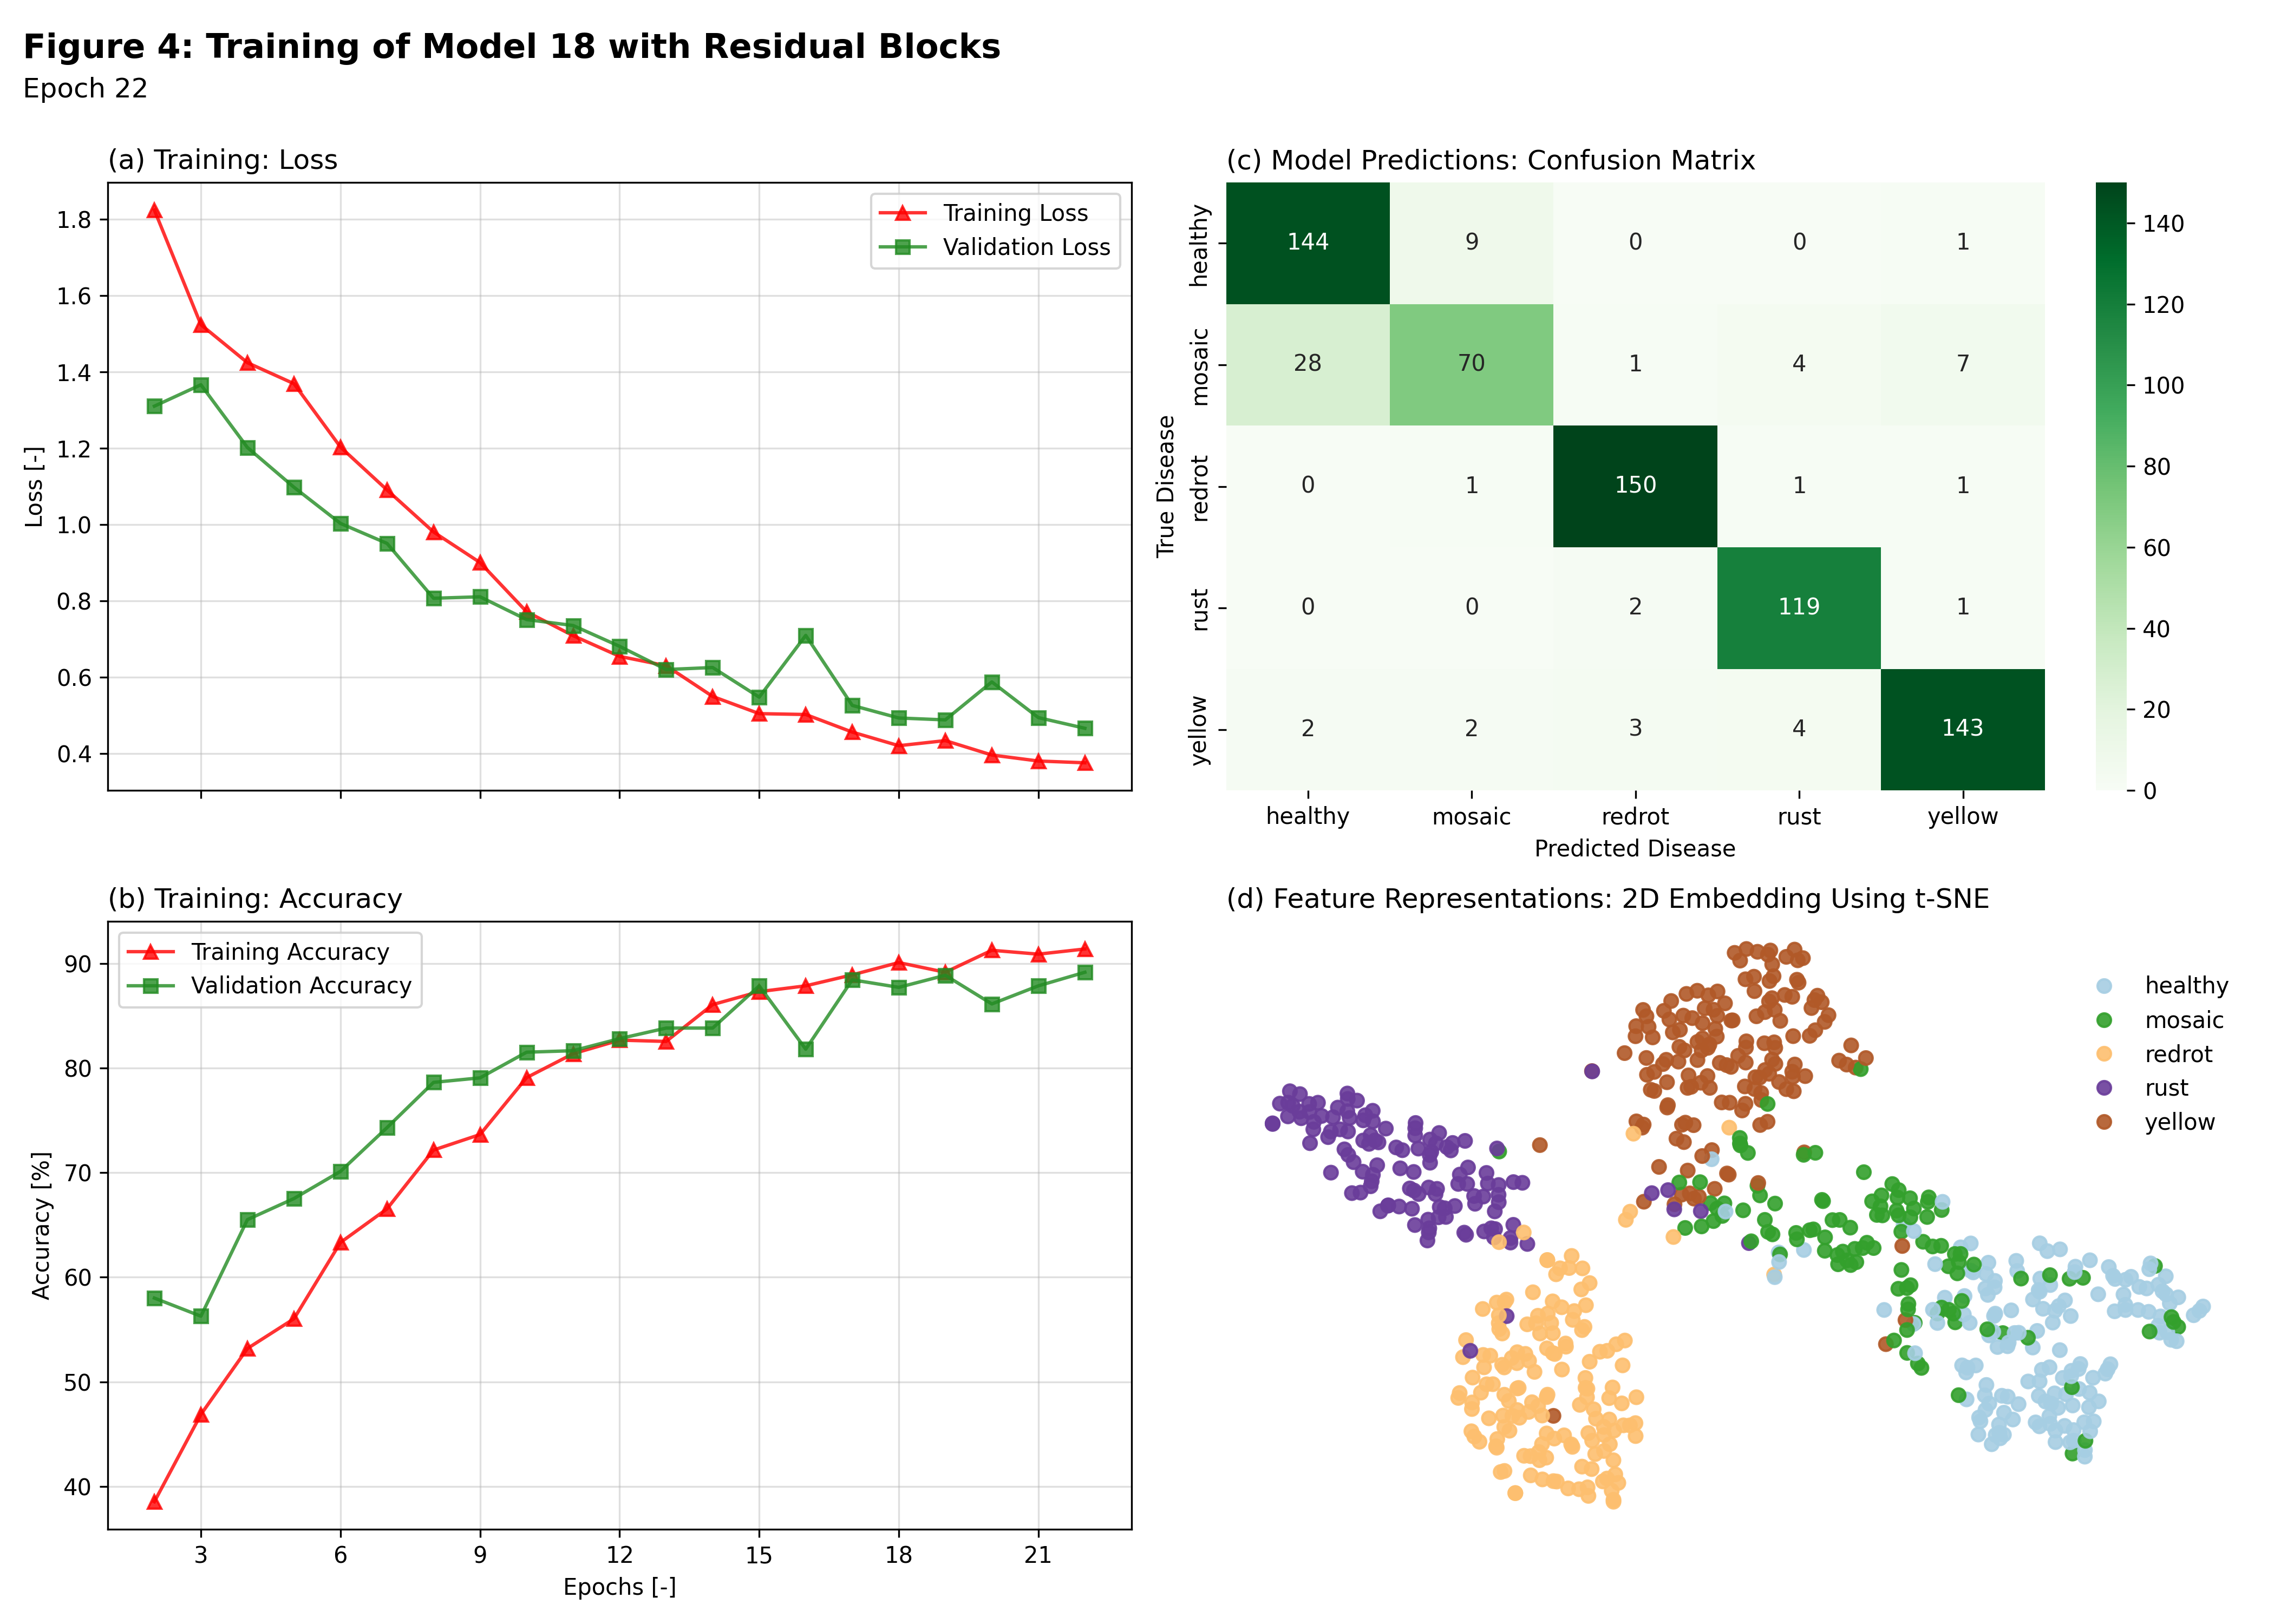 Figure 4: Training of Model 18 with Residual Blocks
Epoch 22
(a) Training: Loss
Loss [-]
1.8
1.6
1.4
1.2
1.0
0.8
0.6
0.4
Training Loss
Validation Loss
(b) Training: Accuracy
Accuracy [%]
90
80
70
60
50
40
Training Accuracy
Validation Accuracy
3 6 9 12 15 18 21
Epochs [-]
(c) Model Predictions: Confusion Matrix
True Disease
healthy 144 9 0 0 1
mosaic 28 70 1 4 7
redrot 0 1 150 1 1
rust 0 0 2 119 1
yellow 2 2 3 4 143
healthy mosaic redrot rust yellow
Predicted Disease
140
120
100
80
60
40
20
0
(d) Feature Representations: 2D Embedding Using t-SNE
healthy
mosaic
redrot
rust
yellow